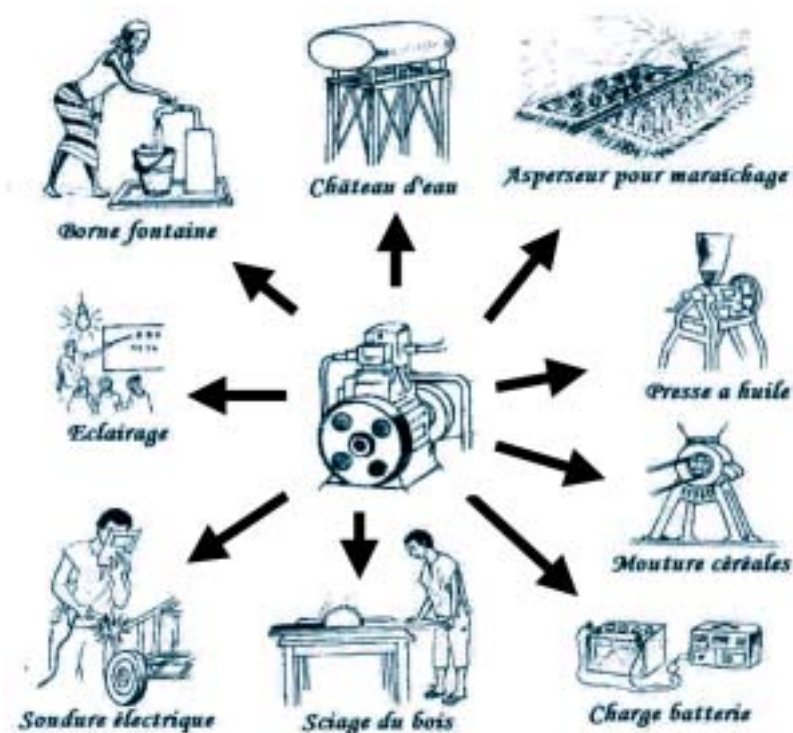 Borne fontaine
Château d'eau
Asperseur pour maraîchage
Eclairage
Presse a huile
Mouture céréales
Soudure électrique
Sciage du bois
Charge batterie